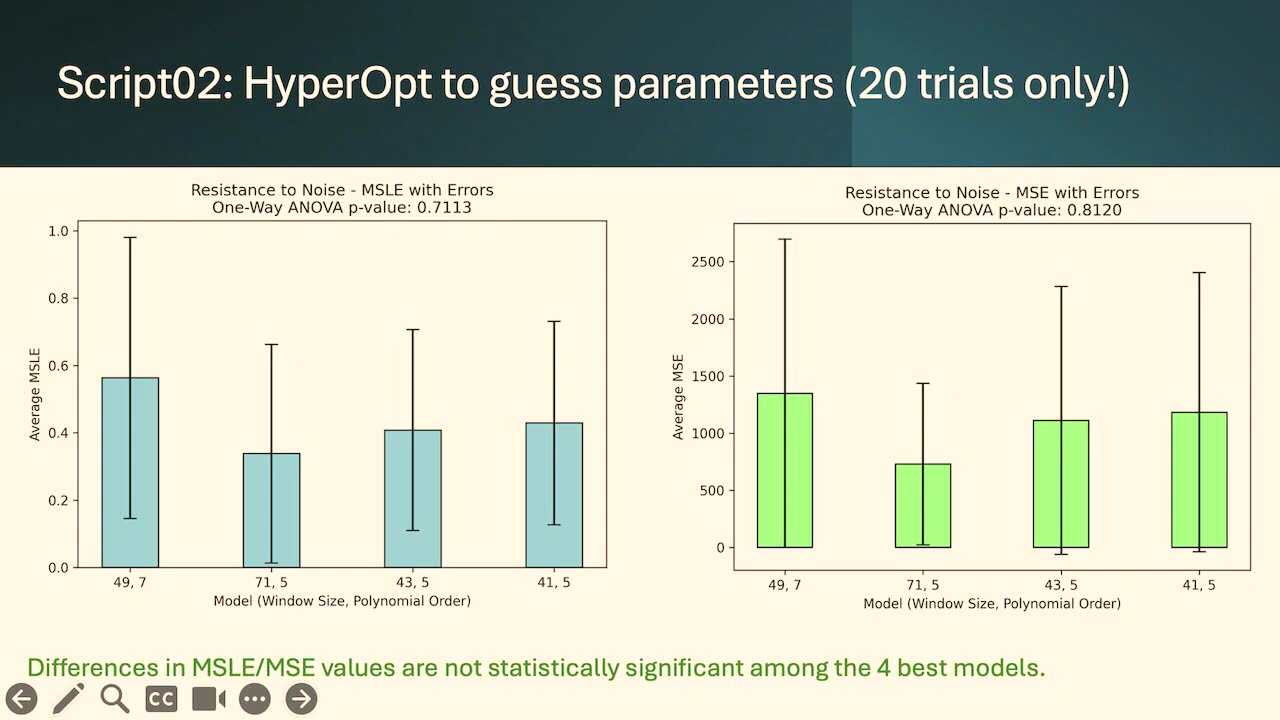 Script02: HyperOpt to guess parameters (20 trials only!)
Resistance to Noise - MSLE with Errors
One-Way ANOVA p-value: 0.7113
1.0
0.8
0.6
0.4
0.2
0.0
Average MSLE
49, 7
71, 5
43, 5
41, 5
Model (Window Size, Polynomial Order)
Resistance to Noise - MSE with Errors
One-Way ANOVA p-value: 0.8120
2500
2000
1500
1000
500
0
Average MSE
49, 7
71, 5
43, 5
41, 5
Model (Window Size, Polynomial Order)
Differences in MSLE/MSE values are not statistically significant among the 4 best models.
CC